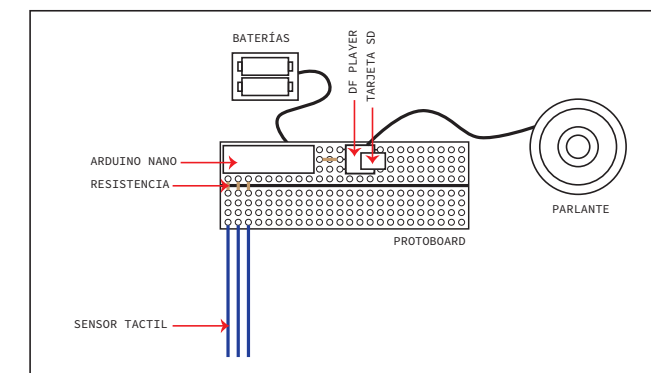 BATERÍAS
DF PLAYER
TARJETA SD
ARDUINO NANO
RESISTENCIA
PARLANTE
PROTOBOARD
SENSOR TACTIL